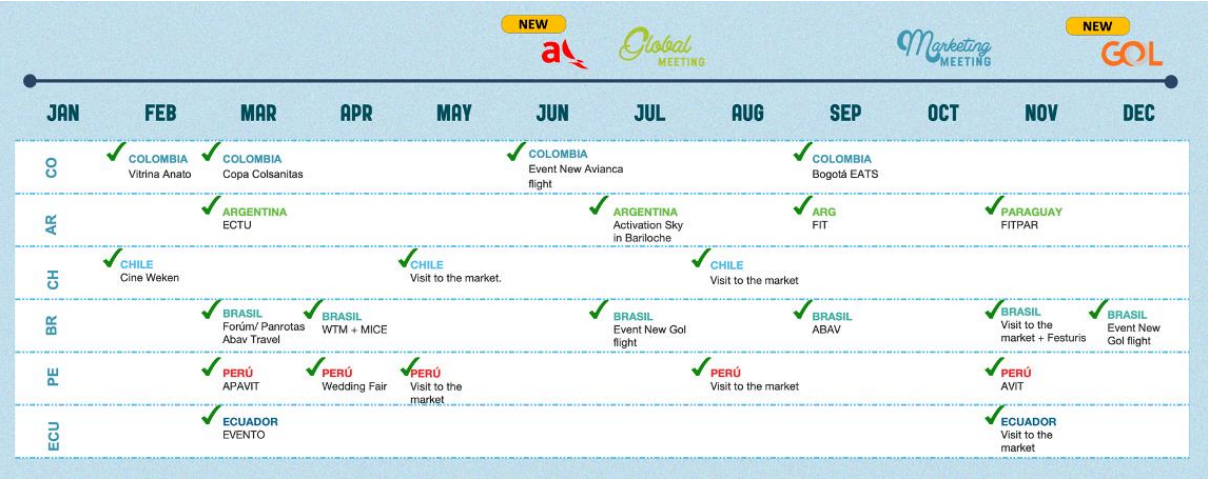 NEW
NEW
a
Global
MEETING
Marketing
MEETING
GOL
JAN FEB MAR APR MAY JUN JUL AUG SEP OCT NOV DEC
CO
COLOMBIA
Vitrina Anato
COLOMBIA
Copa Colsanitas
COLOMBIA
Event New Avianca
flight
COLOMBIA
Bogotá EATS
AR
ARGENTINA
ECTU
ARGENTINA
Activation Sky
in Bariloche
ARG
FIT
PARAGUAY
FITPAR
CH
CHILE
Cine Weken
CHILE
Visit to the market.
CHILE
Visit to the market
BR
BRASIL
Forúm/ Panrotas
Abav Travel
BRASIL
WTM + MICE
BRASIL
Event New Gol
flight
BRASIL
ABAV
BRASIL
Visit to the
market + Festuris
BRASIL
Event New
Gol flight
PE
PERÚ
APAVIT
PERÚ
Wedding Fair
PERÚ
Visit to the
market
PERÚ
Visit to the market
PERÚ
AVIT
ECU
ECUADOR
EVENTO
ECUADOR
Visit to the
market